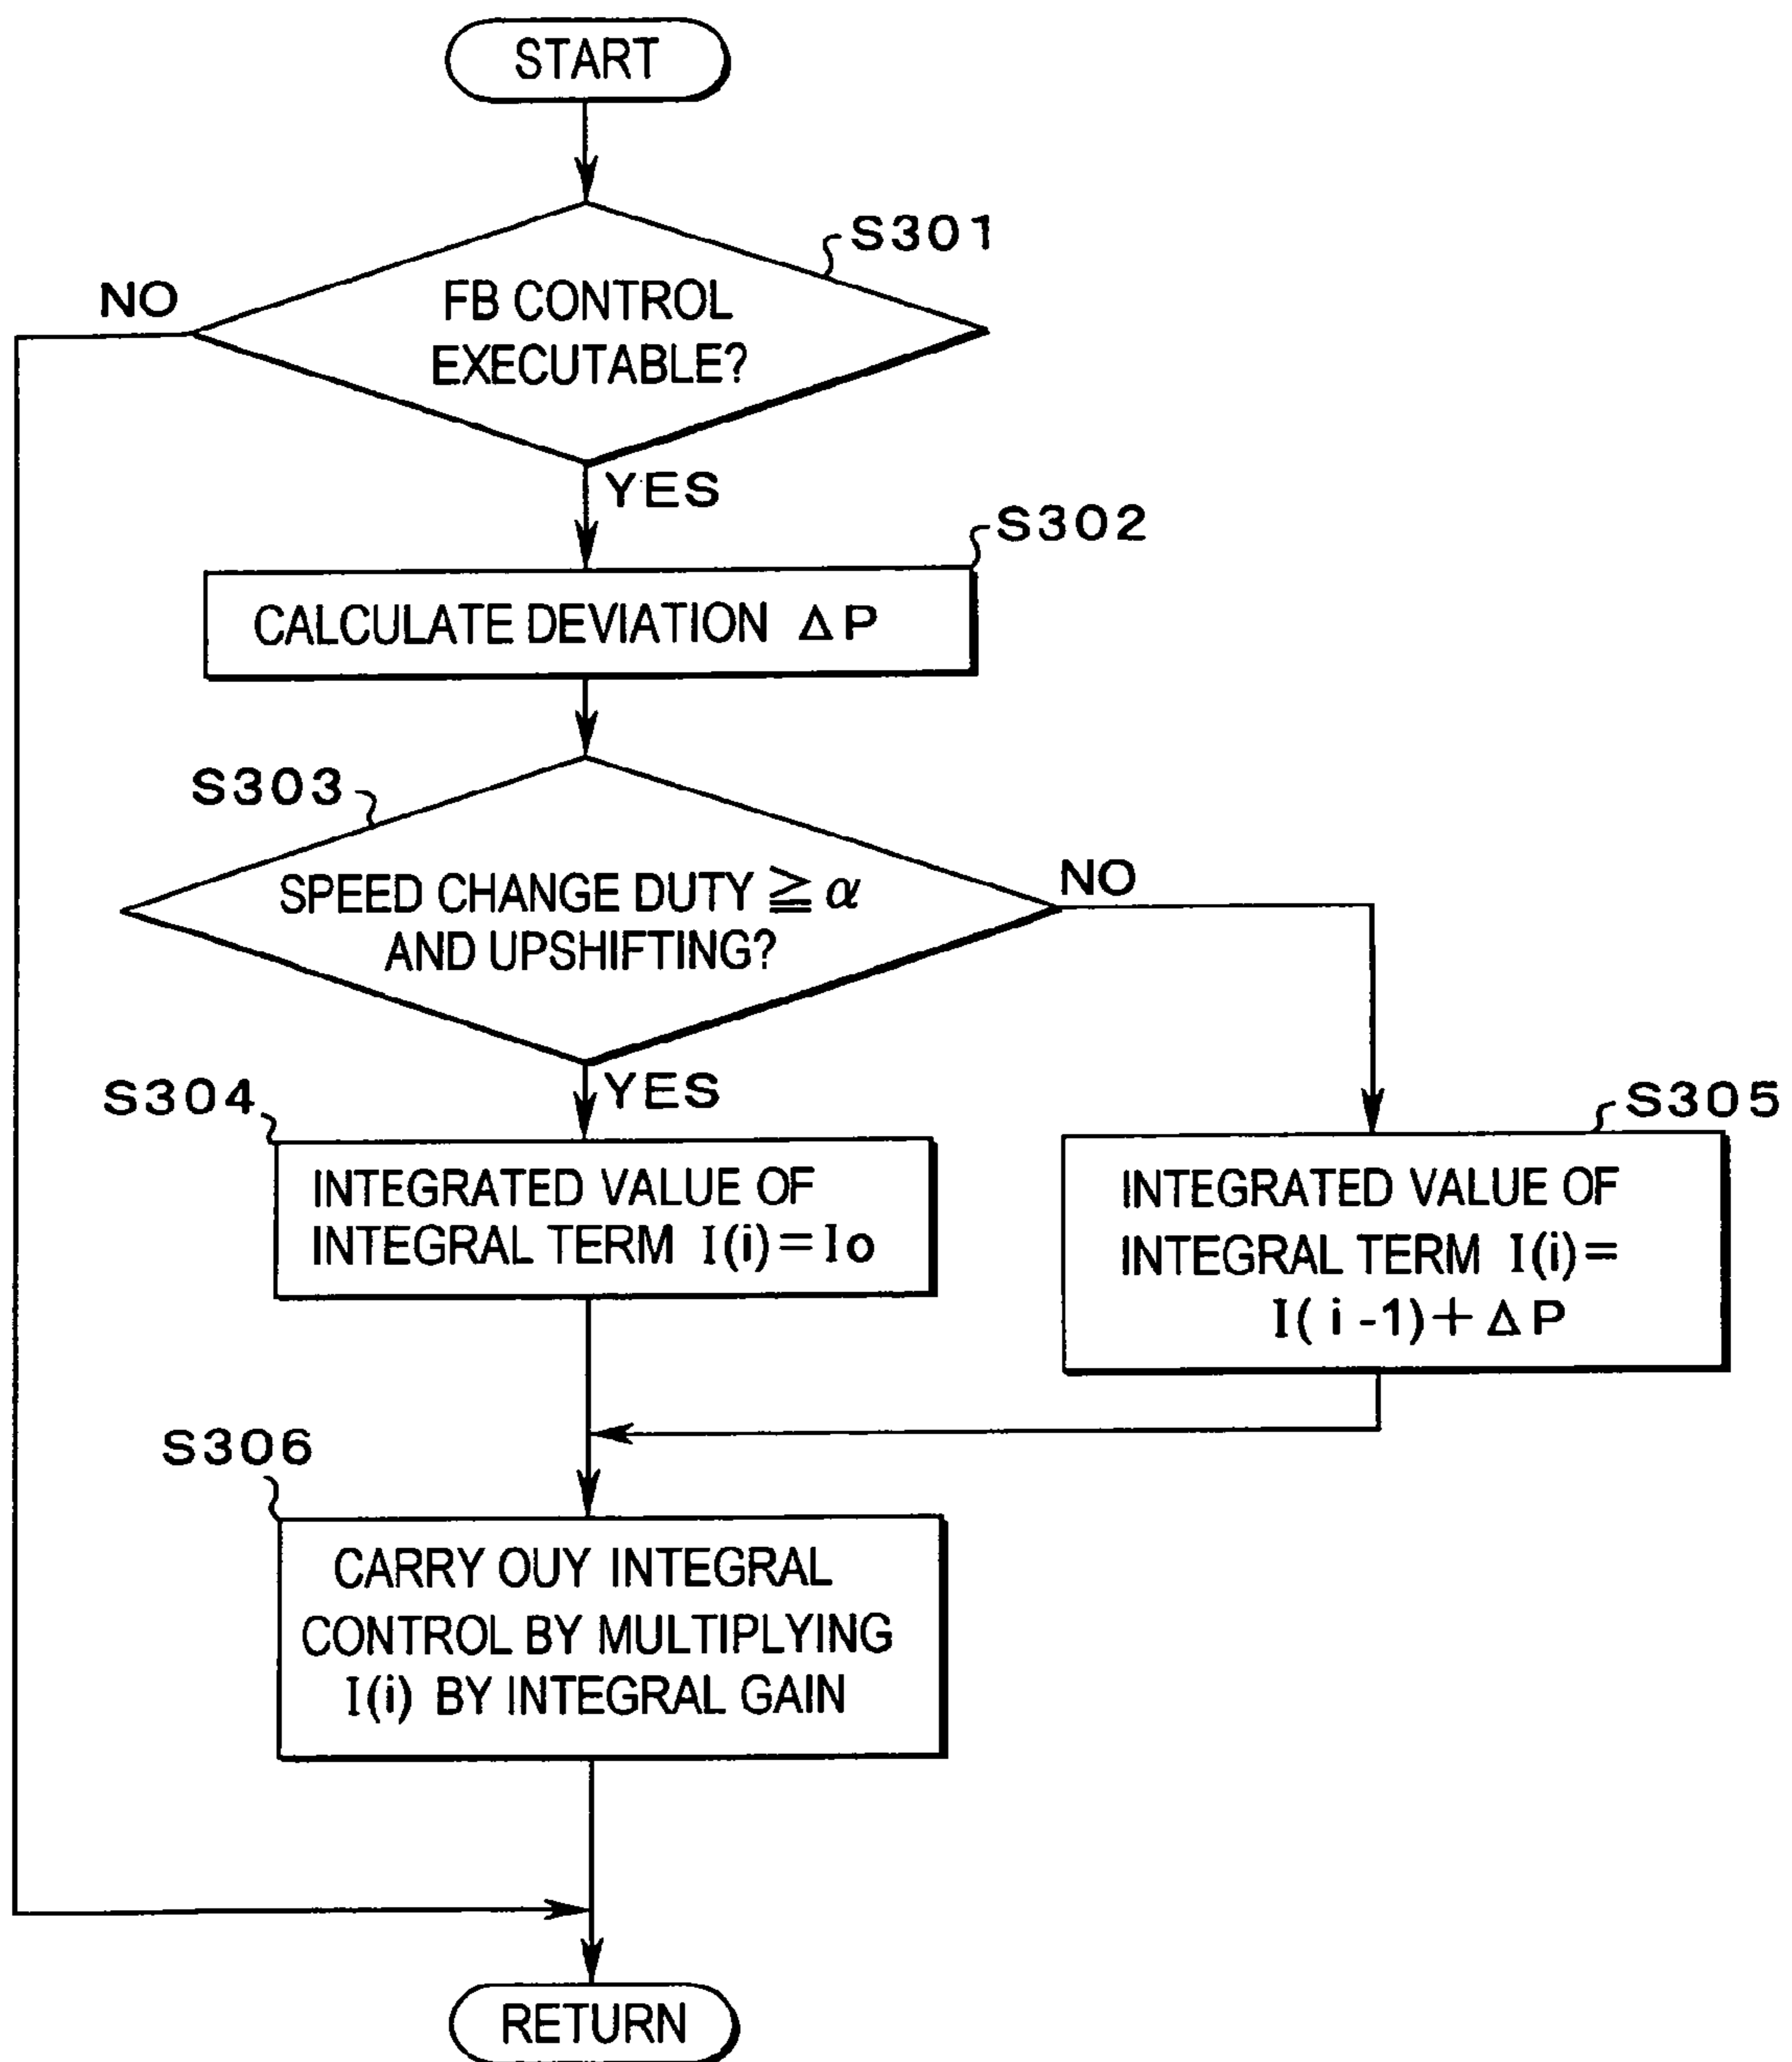 START
S301
NO
FB CONTROL
EXECUTABLE?
YES
S302
CALCULATE DEVIATION ΔP
S303
SPEED CHANGE DUTY ≧ α
AND UPSHIFTING?
NO
YES
S304
INTEGRATED VALUE OF
INTEGRAL TERM I(i)=Io
S305
INTEGRATED VALUE OF
INTEGRAL TERM I(i)=
I(i-1)+ΔP
S306
CARRY OUY INTEGRAL
CONTROL BY MULTIPLYING
I(i) BY INTEGRAL GAIN
RETURN